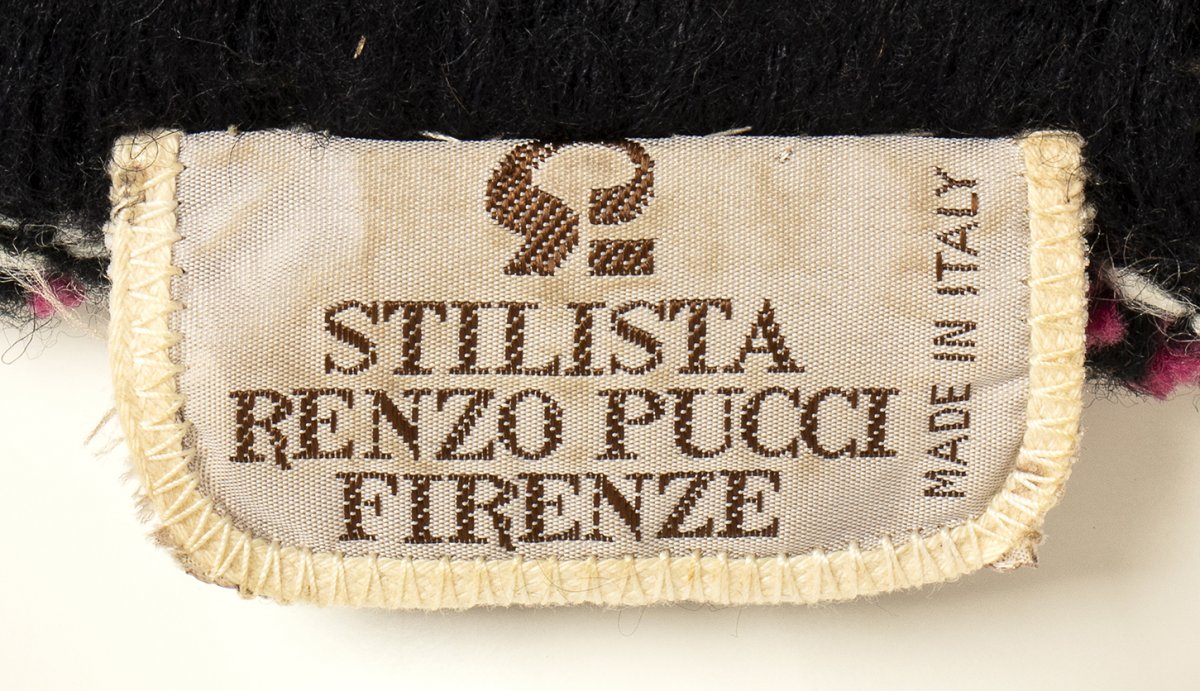 STILISTA
RENZO PUCCI
FIRENZE
MADE IN ITALY